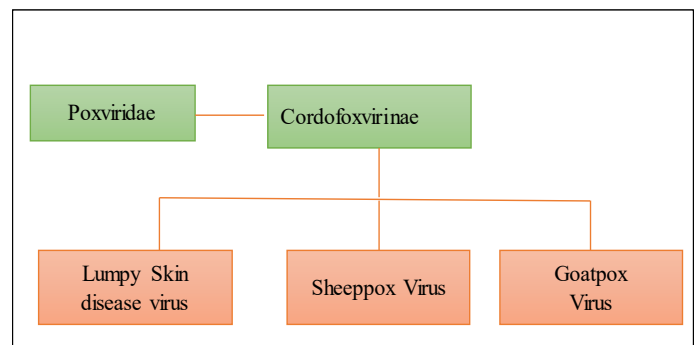 Poxviridae
Cordofoxvirinae
Lumpy Skin
disease virus
Sheeppox Virus
Goatpox
Virus